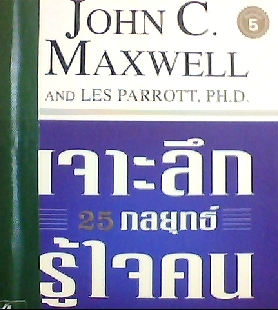 JOHN C.
MAXWELL
AND LES PARROTT, PH.D.
5
เจาะลึก
25 กลยุทธ์
รู้ใจคน